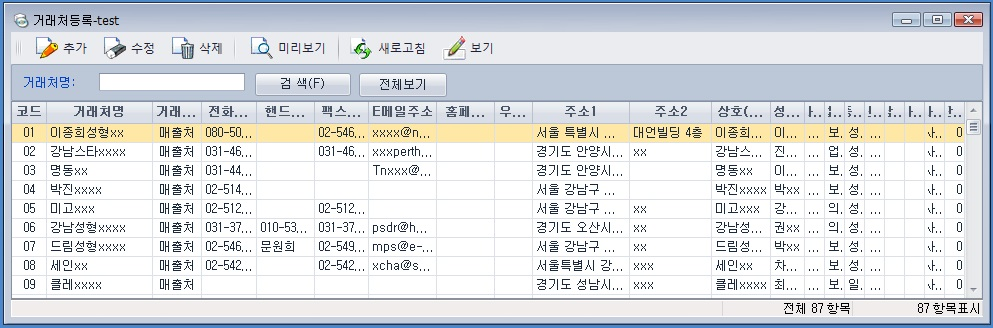 거래처등록-test
추가 수정 삭제 미리보기 새로고침 보기
거래처명: 검 색(F) 전체보기
코드 거래처명 거래... 전화... 핸드... 팩스... E메일주소 홈페... 우... 주소1 주소2 상호(... 성...
01 이종희성형xx 매출처 080-50... 02-546... xxxx@n... 서울 특별시 ... 대언빌딩 4층 이종희... 이... ... 보. 성. ... 0
02 강남스타xxxx 매출처 031-46... 031-46... xxxperth... 경기도 안양시... xx 강남스... 진... ... 업. 성. ... 0
03 명동xx 매출처 031-44... Tnxxx@... 경기도 안양시... 명동xx 이... ... 보. 성. ... 0
04 박진xxxx 매출처 02-514... 서울 강남구 ... 박진xxxx 박xx ... 보. 성. ... 0
05 미고xxx 매출처 02-512... 02-512... 서울 강남구 ... xx 미고xxx 강... ... 의. 성. ... 0
06 강남성형xxxx 매출처 031-37... 010-53... 031-37... psdr@h... 경기도 오산시... xx 강남성... 권xx ... 의. 성. ... 0
07 드림성형xxxx 매출처 02-546... 문원희 02-549... mps@e-... 서울 강남구 ... xx 드림성... 박xx ... 보. 성. ... 0
08 세인xx 매출처 02-542... 02-542... xcha@s... 서울특별시 강... xxx 세인xx 차... ... 보. 성. ... 0
09 클레xxxx 매출처 031-70... 경기도 성남시... xxx 클레xxxx 최... ... 보. 일. ... 0
전체 87 항목 87 항목표시